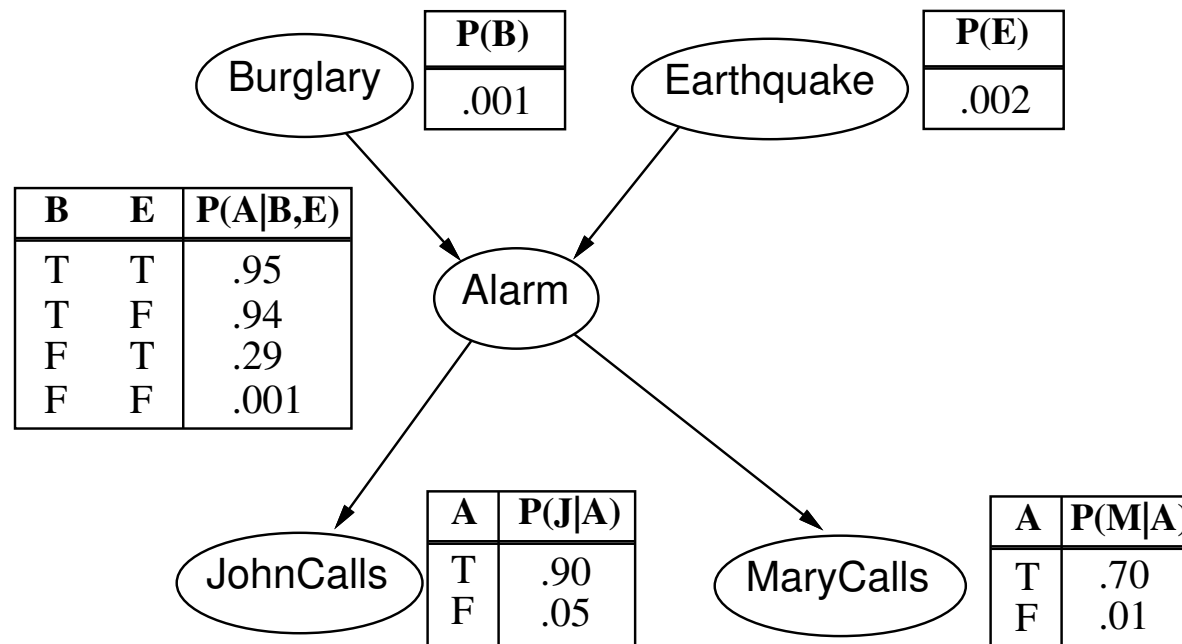 Burglary
P(B)
.001
Earthquake
P(E)
.002
B E P(A|B,E)
T T .95
T F .94
F T .29
F F .001
Alarm
JohnCalls
A P(J|A)
T .90
F .05
MaryCalls
A P(M|A)
T .70
F .01